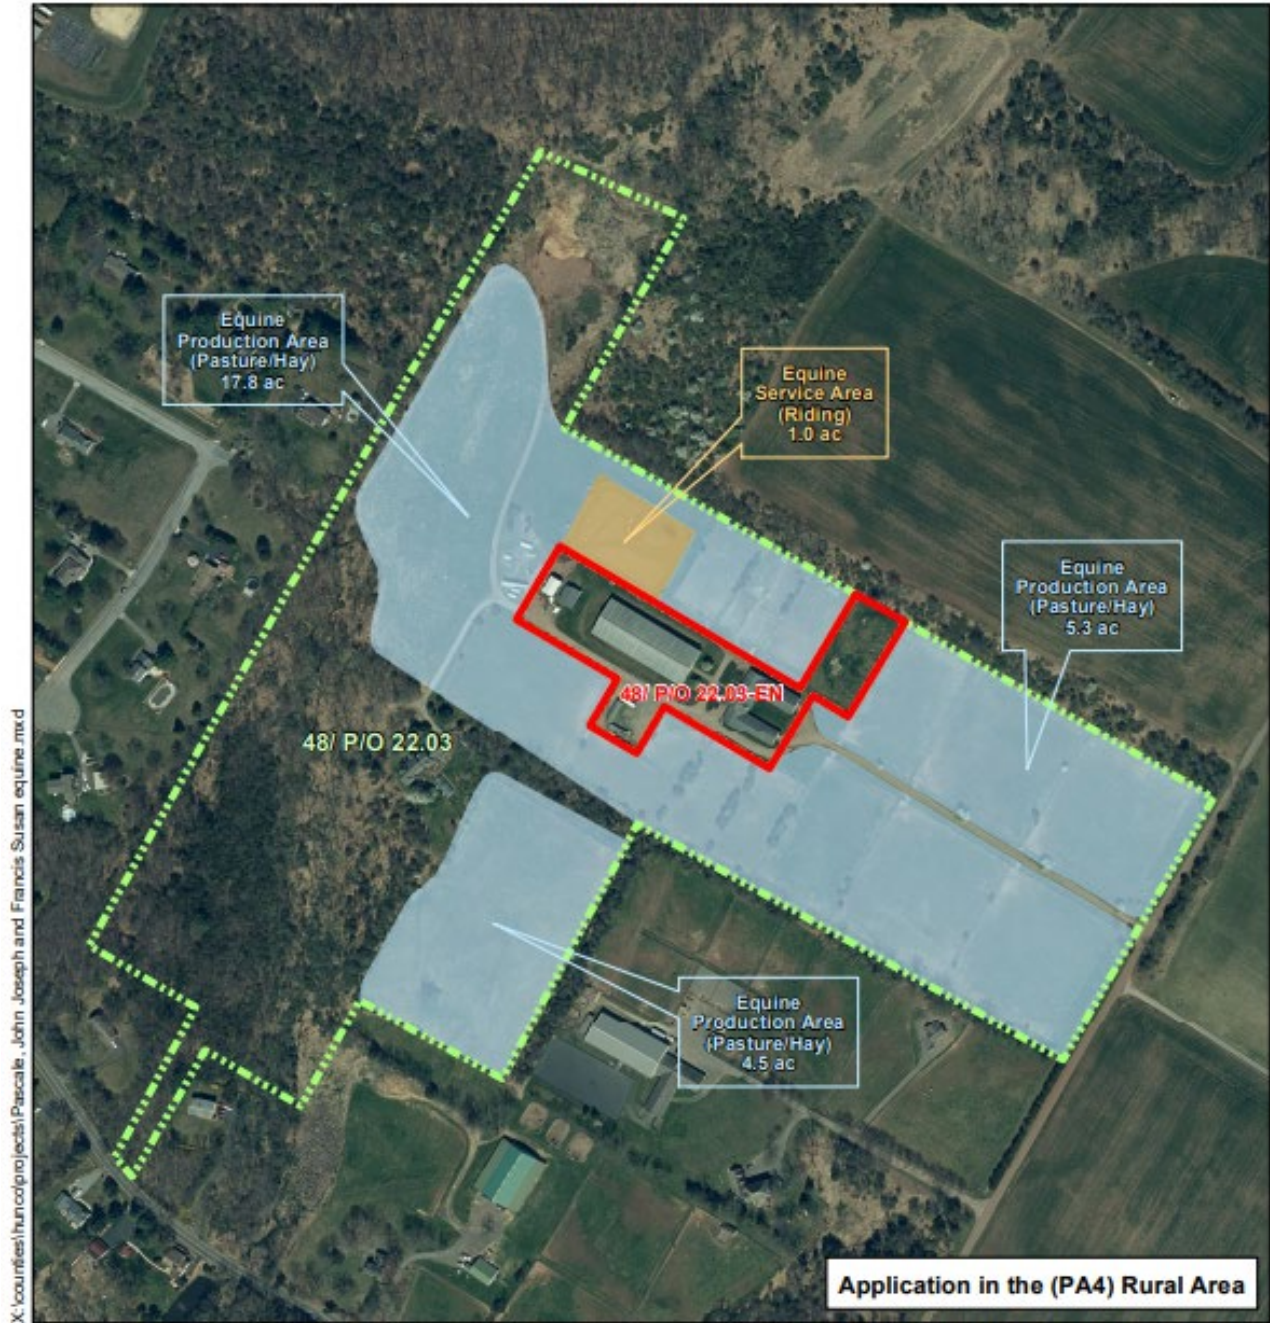 Equine
Production Area
(Pasture/Hay)
17.8 ac
Equine
Service Area
(Riding)
1.0 ac
Equine
Production Area
(Pasture/Hay)
5.3 ac
48/ P/O 22.03-EN
48/ P/O 22.03
Equine
Production Area
(Pasture/Hay)
4.5 ac
Application in the (PA4) Rural Area
X:\counties\hunco\projects\Pascale, John Joseph and Francis Susan equine.mxd